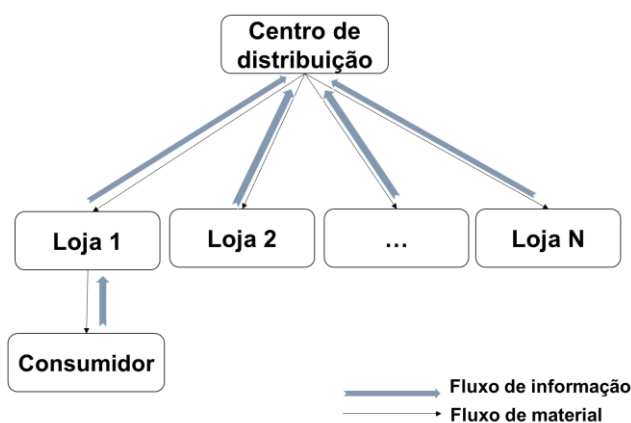 Centro de
distribuição
Loja 1
Loja 2
...
Loja N
Consumidor
Fluxo de informação
Fluxo de material